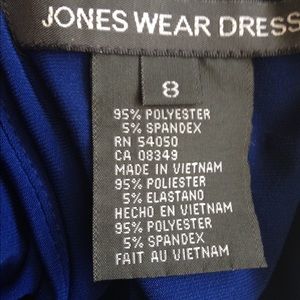 JONES WEAR DRESS
8
95% POLYESTER
5% SPANDEX
RN 54050
CA 08349
MADE IN VIETNAM
95% POLIESTER
5% ELASTANO
HECHO EN VIETNAM
95% POLYESTER
5% SPANDEX
FAIT AU VIETNAM